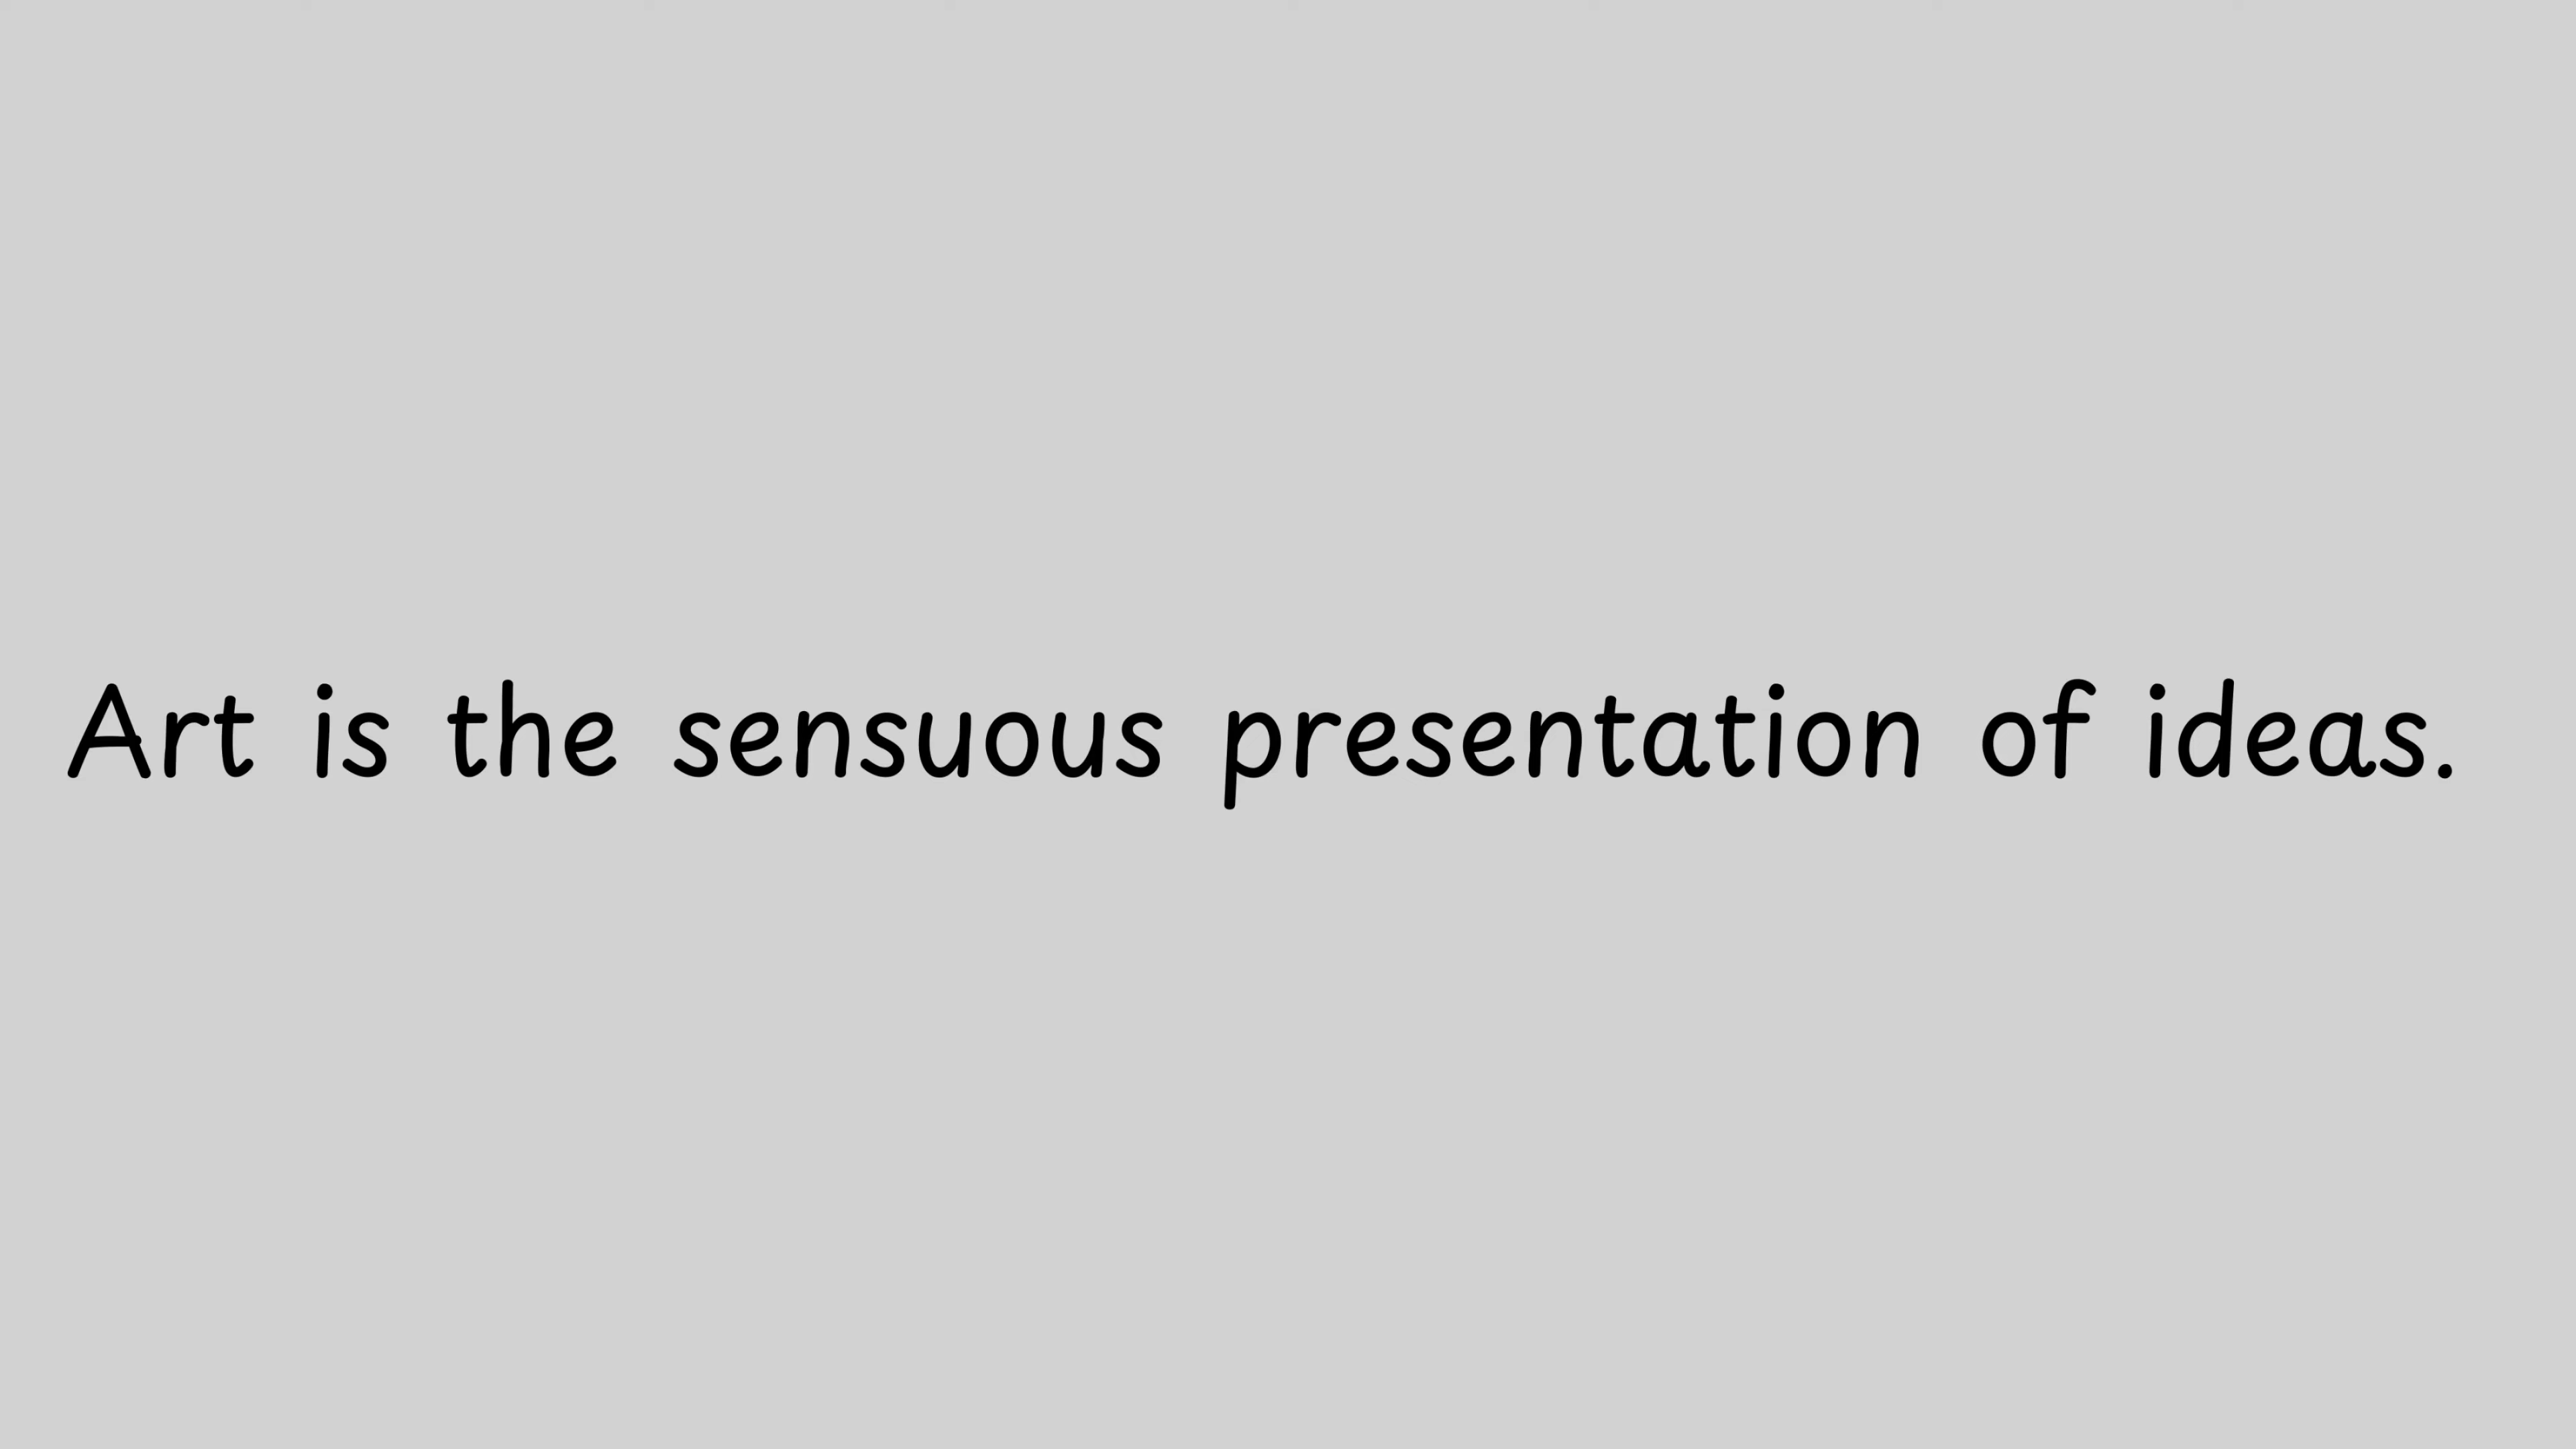 Art is the sensuous presentation of ideas.